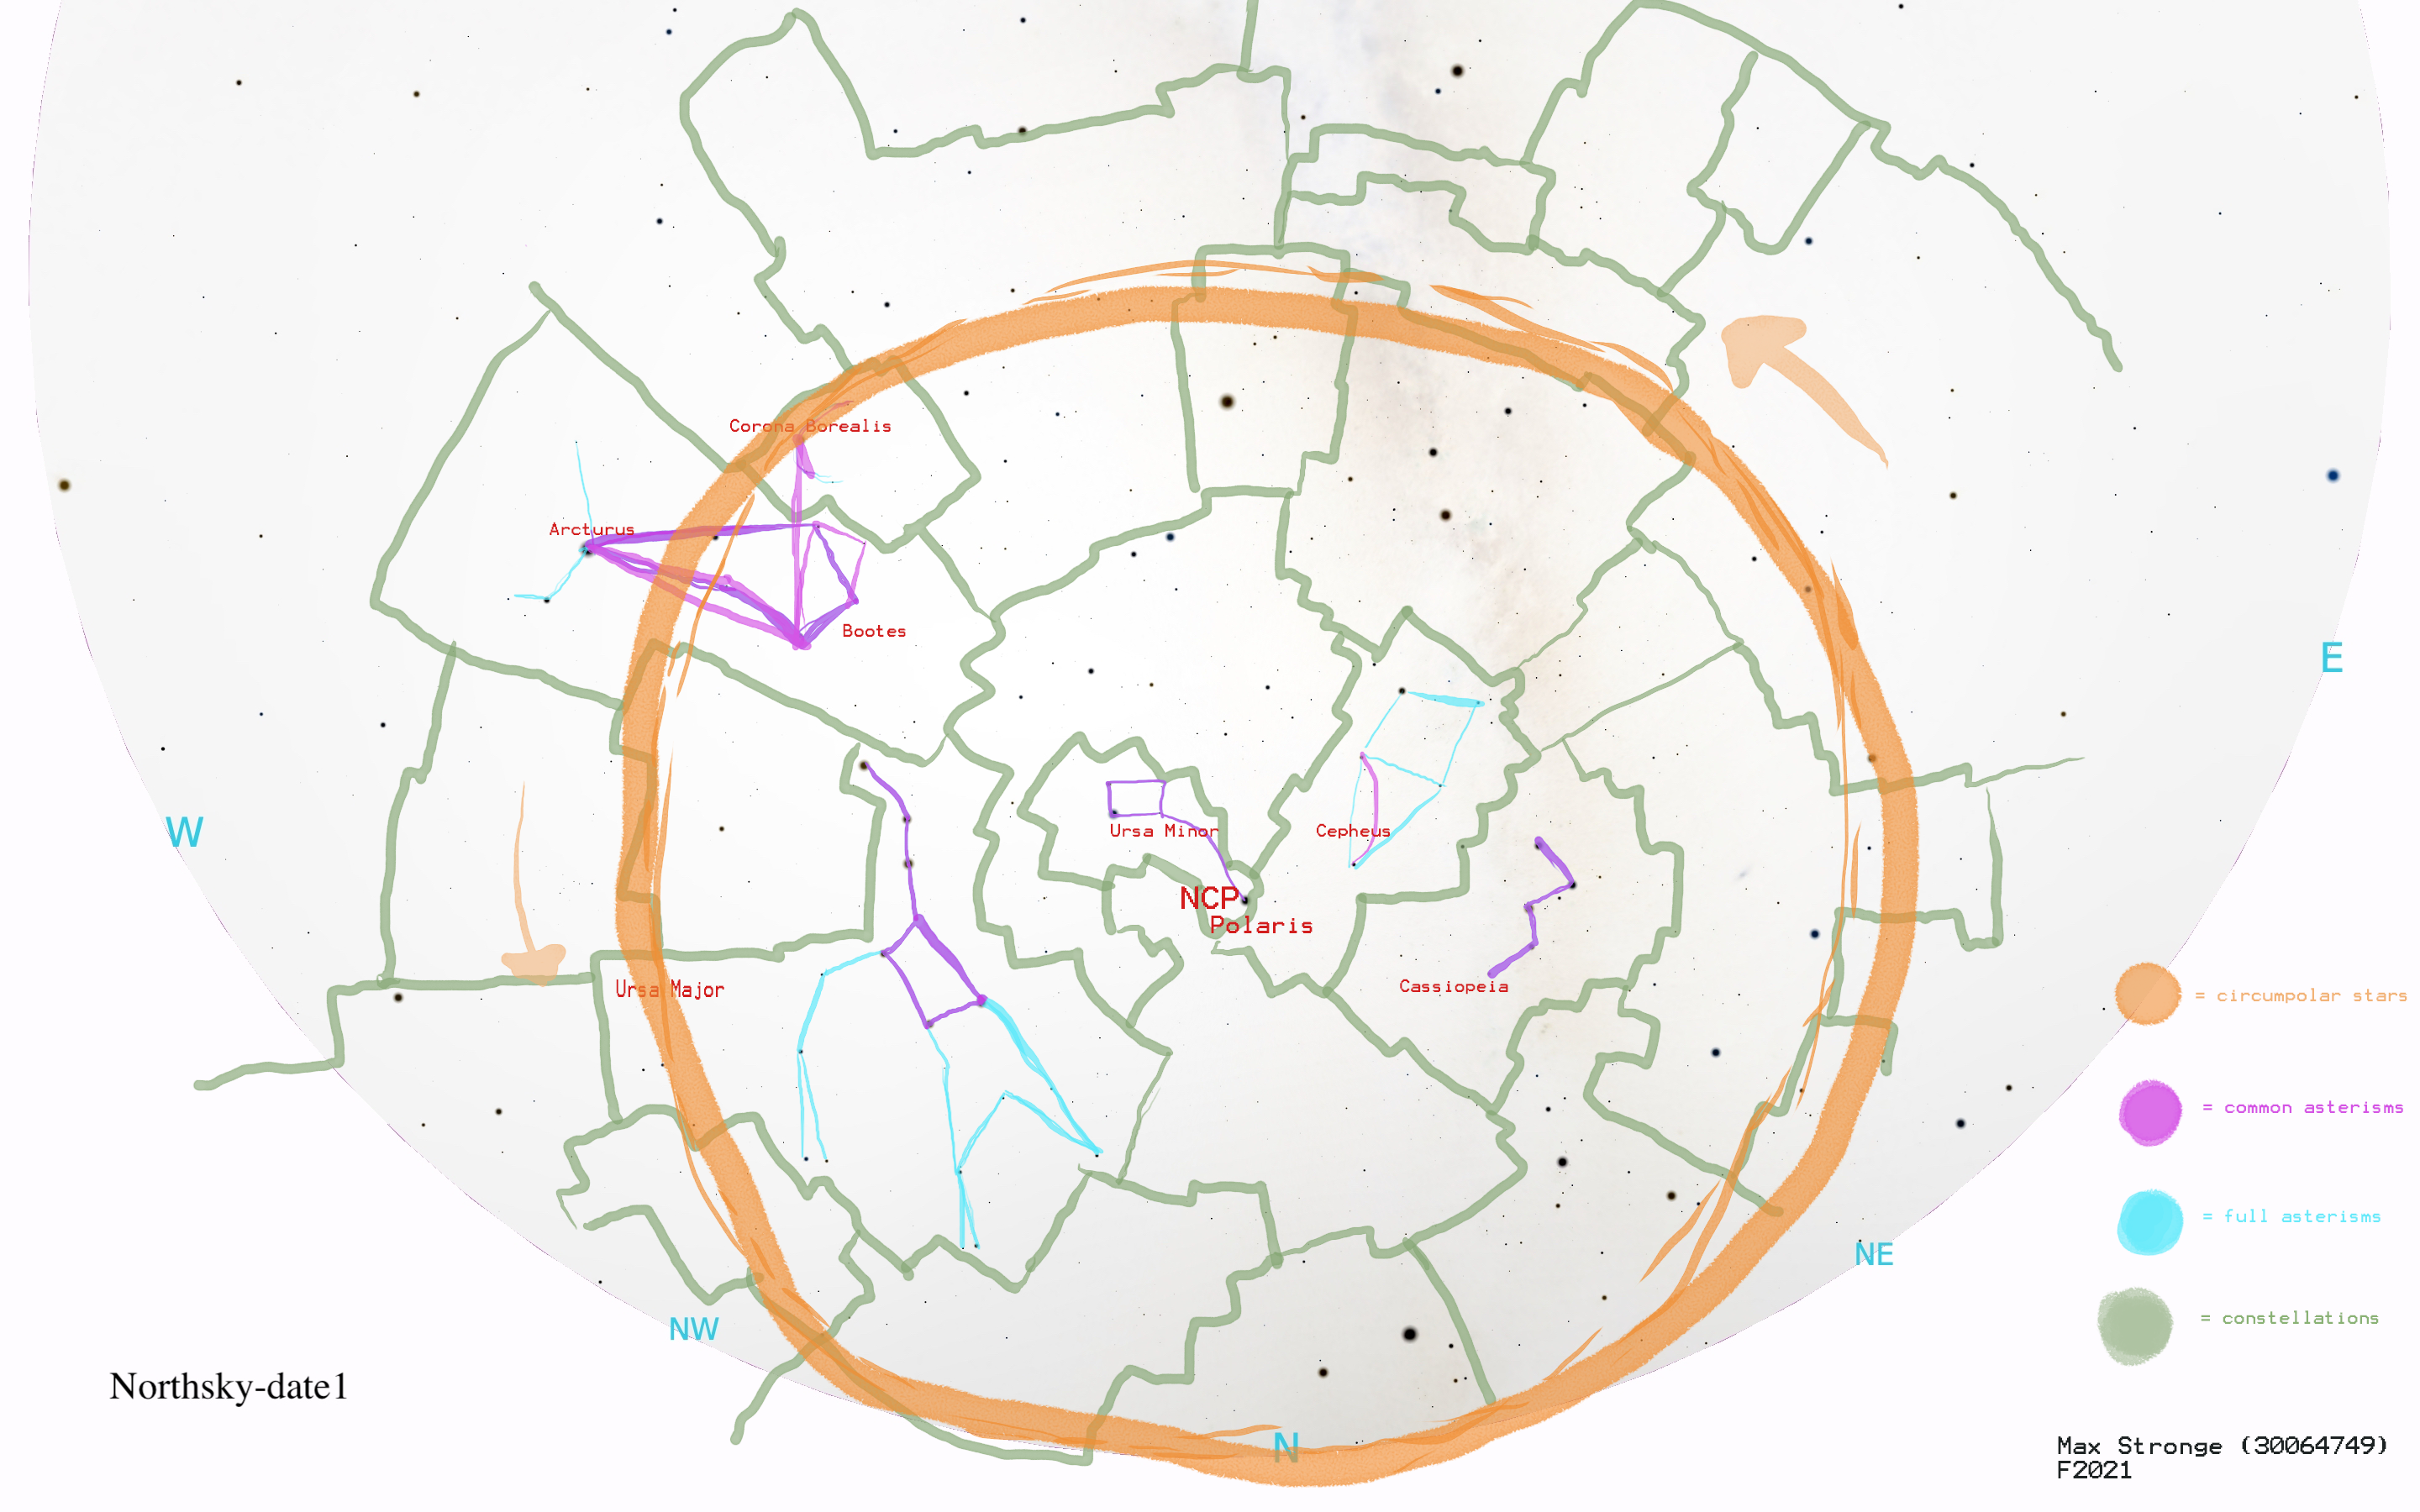 Corona Borealis
Arcturus
Bootes
E
W
Ursa Minor
Cepheus
NCP
Polaris
Ursa Major
Cassiopeia
= circumpolar stars
= common asterisms
= full asterisms
NE
= constellations
NW
Northsky-date1
N
Max Stronge (30064749)
F2021